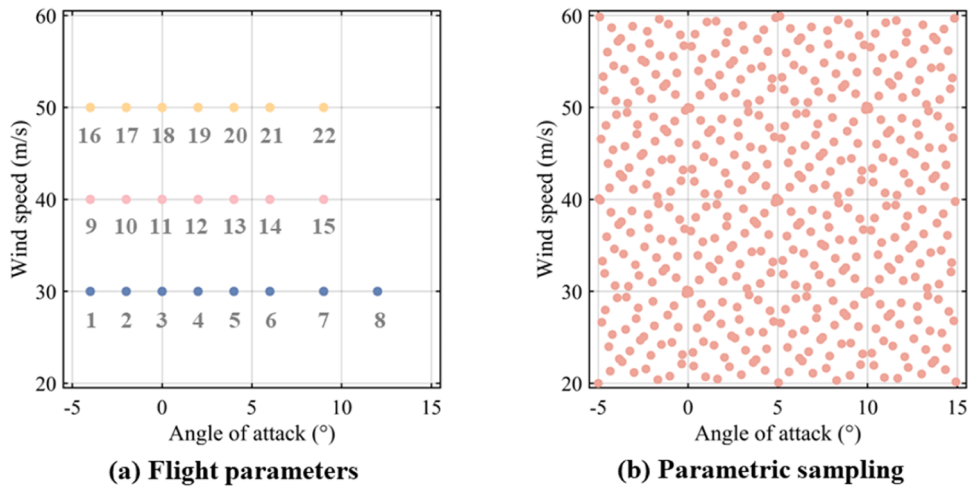 60
50
16 17 18 19 20 21 22
40
9 10 11 12 13 14 15
30
1 2 3 4 5 6 7 8
20
-5 0 5 10 15
Wind speed (m/s)
Angle of attack (°)
(a) Flight parameters
60
50
40
30
20
-5 0 5 10 15
Wind speed (m/s)
Angle of attack (°)
(b) Parametric sampling